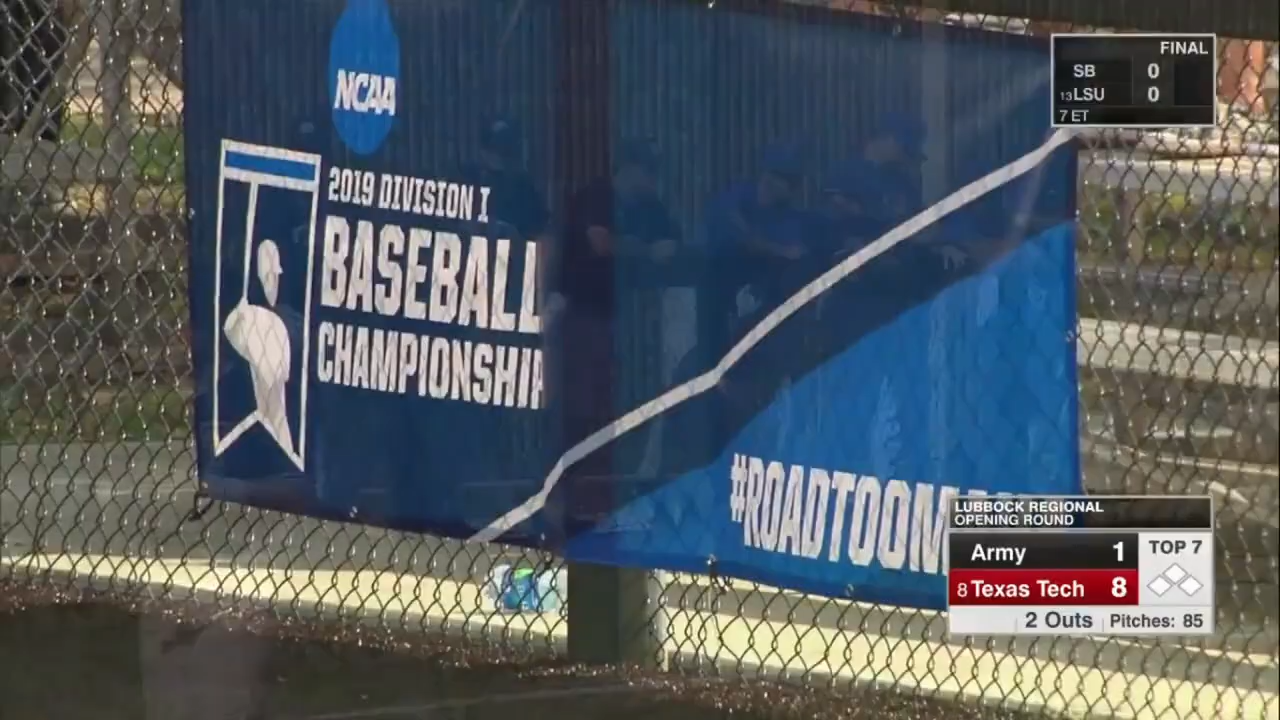 NCAA
2019 DIVISION I
BASEBALL
CHAMPIONSHIP
#ROADTOOM
FINAL
SB 0
13 LSU 0
7 ET
LUBBOCK REGIONAL
OPENING ROUND
Army 1
8 Texas Tech 8
TOP 7
2 Outs Pitches: 85